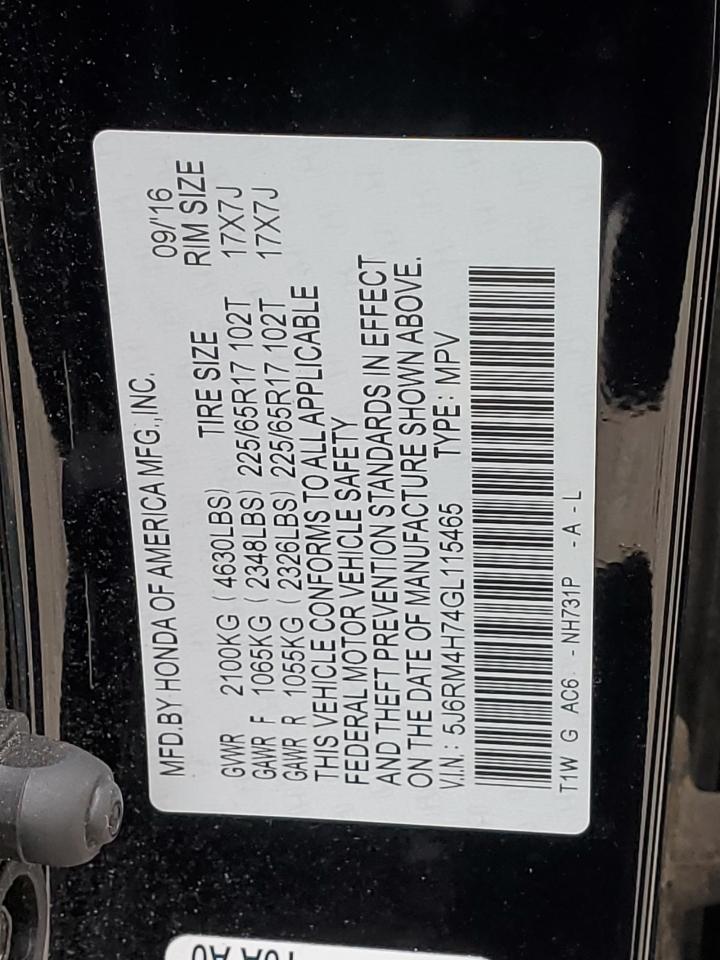 MFD.BY HONDA OF AMERICA MFG.,INC. 09/'16
TIRE SIZE RIM SIZE
GVWR 2100KG ( 4630LBS)
GAWR F 1065KG ( 2348LBS) 225/65R17 102T 17X7J
GAWR R 1055KG ( 2326LBS) 225/65R17 102T 17X7J
THIS VEHICLE CONFORMS TO ALL APPLICABLE
FEDERAL MOTOR VEHICLE SAFETY
AND THEFT PREVENTION STANDARDS IN EFFECT
ON THE DATE OF MANUFACTURE SHOWN ABOVE.
V.I.N.: 5J6RM4H74GL115465 TYPE: MPV
T1W G AC6 - NH731P - A - L